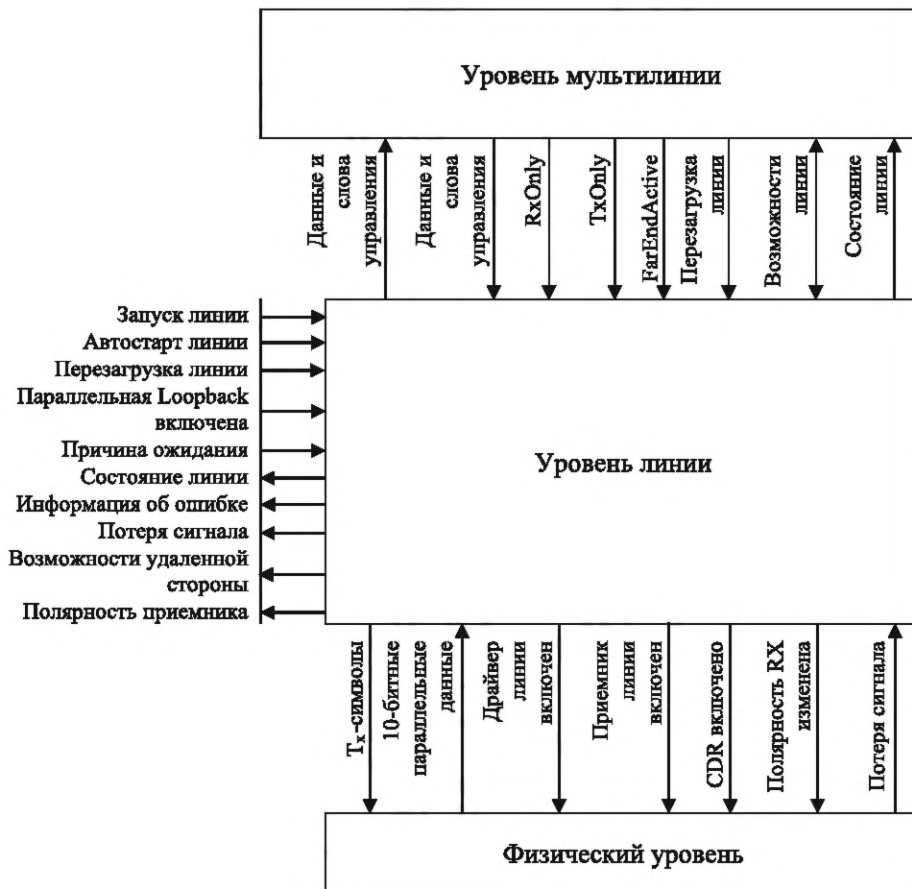 Уровень мультилинии
Данные и
слова
управления
Данные и
слова
управления
RxOnly
TxOnly
FarEndActive
Перезагрузка
линии
Возможности
линии
Состояние
линии
Запуск линии
Автостарт линии
Перезагрузка линии
Параллельная Loopback
включена
Причина ожидания
Состояние линии
Информация об ошибке
Потеря сигнала
Возможности удаленной
стороны
Полярность приемника
Уровень линии
Tx-символы
10-битные
параллельные
данные
Драйвер
линии
включен
Приемник
линии
включен
CDR включено
Полярность RX
изменена
Потеря сигнала
Физический уровень